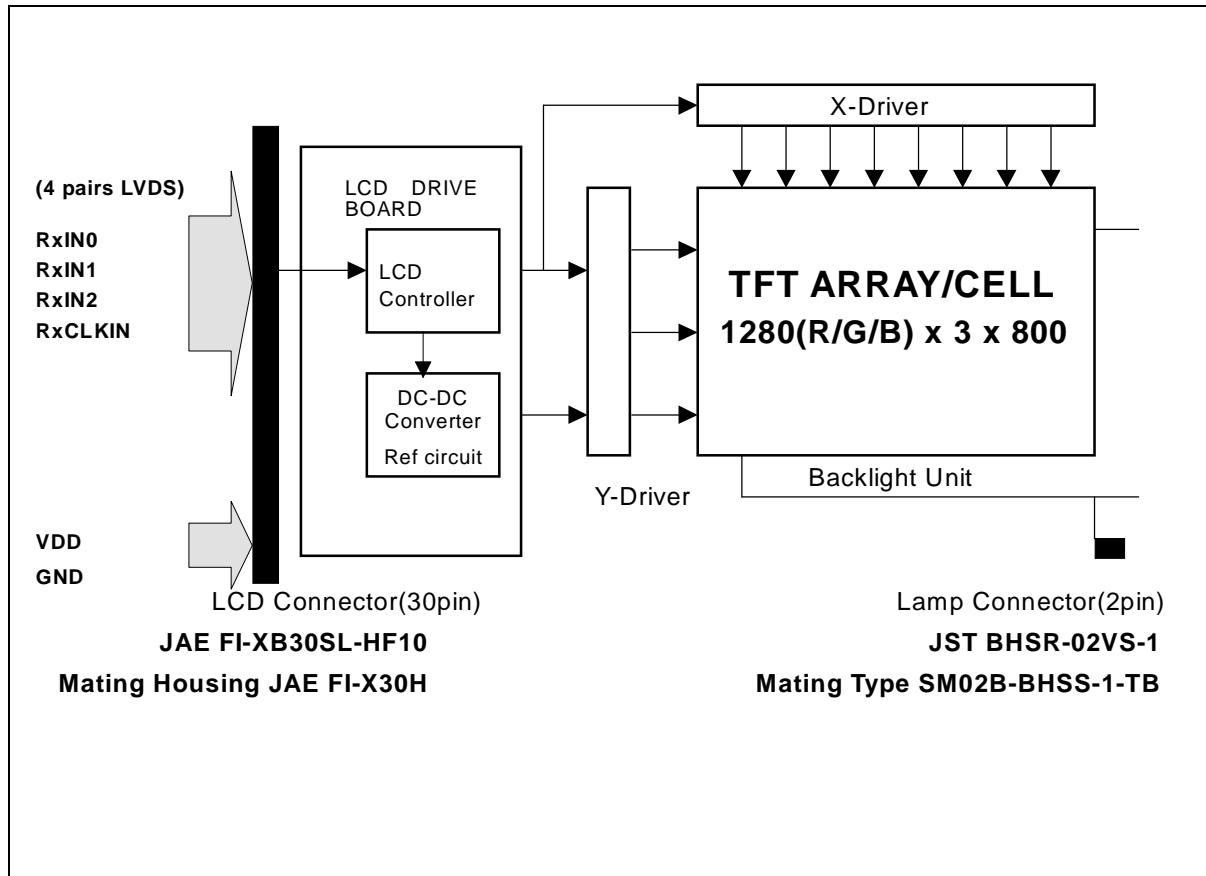 X-Driver
(4 pairs LVDS)
RxIN0
RxIN1
RxIN2
RxCLKIN
LCD DRIVE
BOARD
LCD
Controller
DC-DC
Converter
Ref circuit
TFT ARRAY/CELL
1280(R/G/B) x 3 x 800
Y-Driver
Backlight Unit
VDD
GND
LCD Connector(30pin)
JAE FI-XB30SL-HF10
Mating Housing JAE FI-X30H
Lamp Connector(2pin)
JST BHSR-02VS-1
Mating Type SM02B-BHSS-1-TB